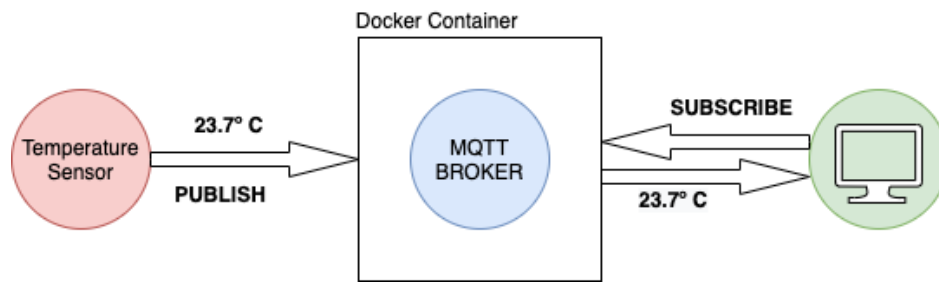 Docker Container
Temperature
Sensor
23.7° C
PUBLISH
MQTT
BROKER
SUBSCRIBE
23.7° C